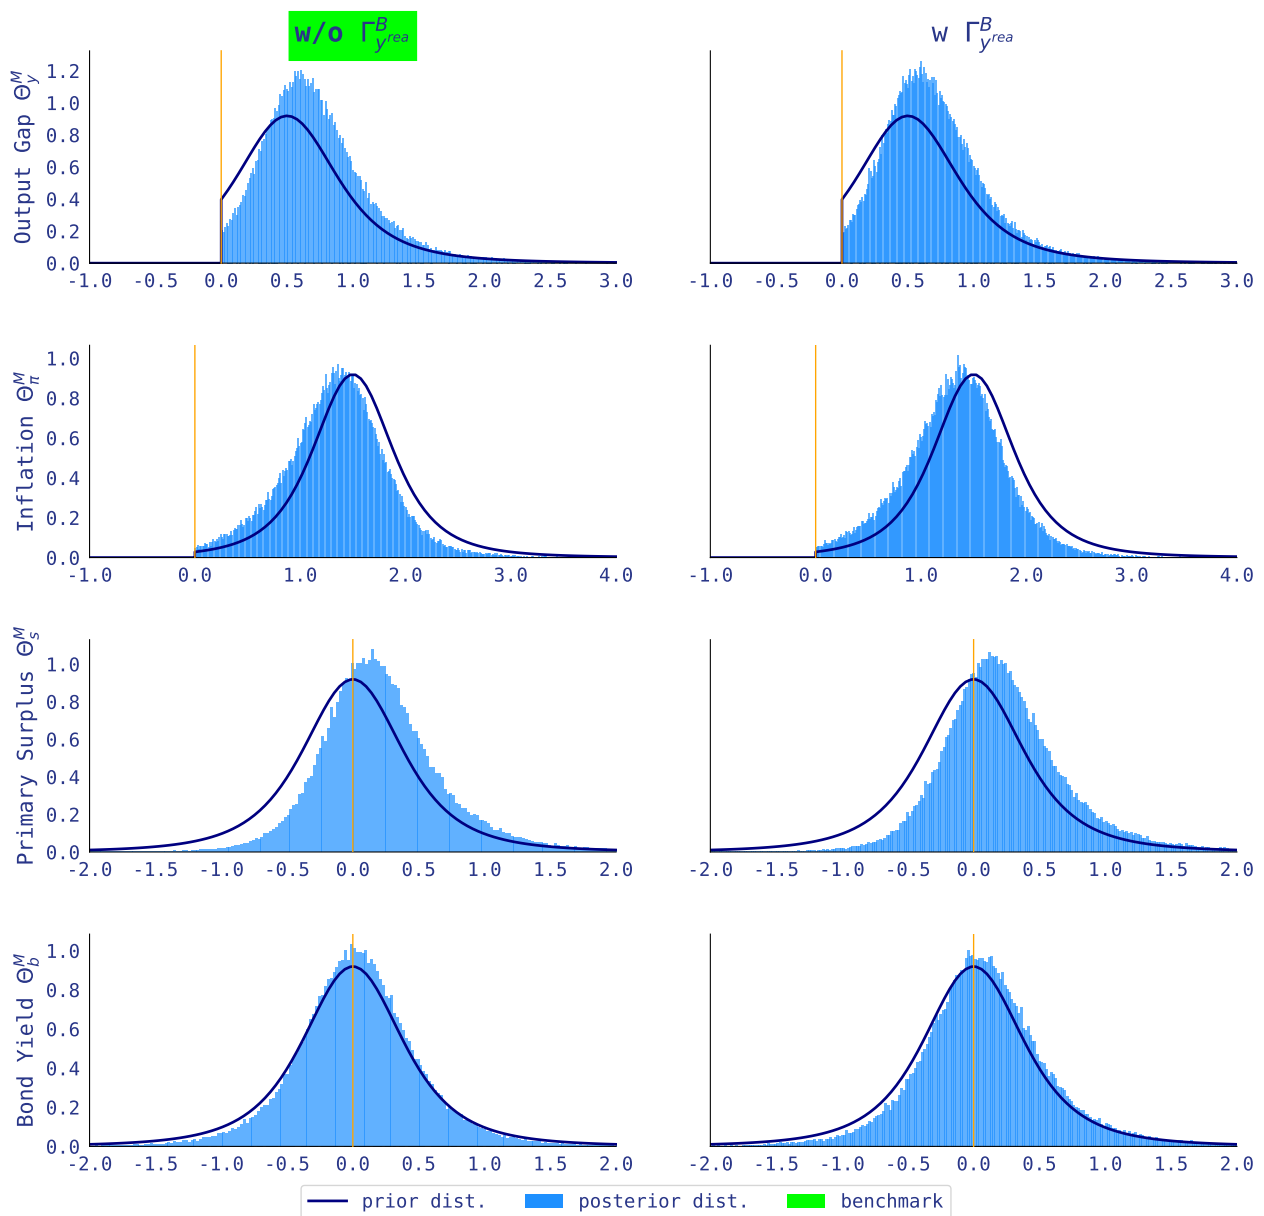 w/o Γ^B_{y^{rea}}
w Γ^B_{y^{rea}}
Output Gap Θ^M_y
1.2
1.0
0.8
0.6
0.4
0.2
0.0
-1.0 -0.5 0.0 0.5 1.0 1.5 2.0 2.5 3.0
-1.0 -0.5 0.0 0.5 1.0 1.5 2.0 2.5 3.0
Inflation Θ^M_π
1.0
0.8
0.6
0.4
0.2
0.0
-1.0 0.0 1.0 2.0 3.0 4.0
-1.0 0.0 1.0 2.0 3.0 4.0
Primary Surplus Θ^M_s
1.0
0.8
0.6
0.4
0.2
0.0
-2.0 -1.5 -1.0 -0.5 0.0 0.5 1.0 1.5 2.0
-2.0 -1.5 -1.0 -0.5 0.0 0.5 1.0 1.5 2.0
Bond Yield Θ^M_b
1.0
0.8
0.6
0.4
0.2
0.0
-2.0 -1.5 -1.0 -0.5 0.0 0.5 1.0 1.5 2.0
-2.0 -1.5 -1.0 -0.5 0.0 0.5 1.0 1.5 2.0
prior dist. posterior dist. benchmark